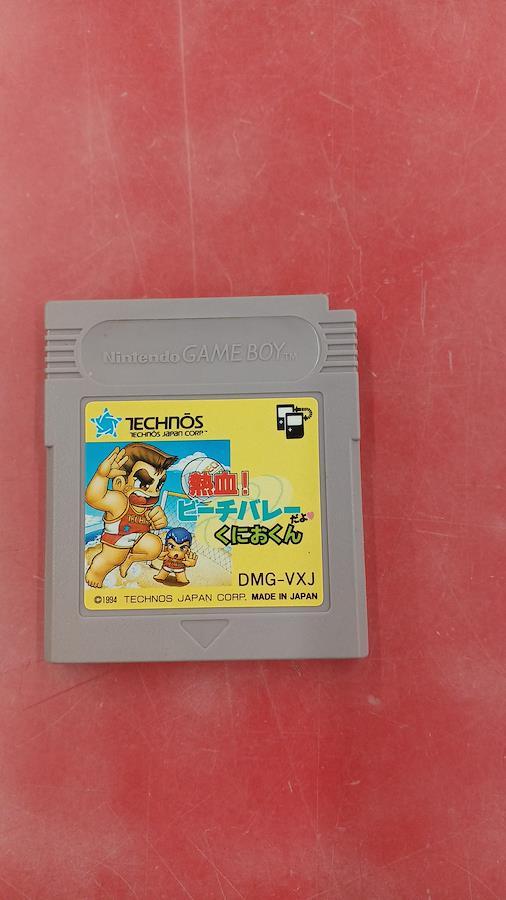 Nintendo GAME BOY TM
TECHNŌS
TECHNŌS JAPAN CORP.™
熱血!
ビーチバレー
だよ♥
くにおくん
DMG-VXJ
©1994 TECHNOS JAPAN CORP. MADE IN JAPAN